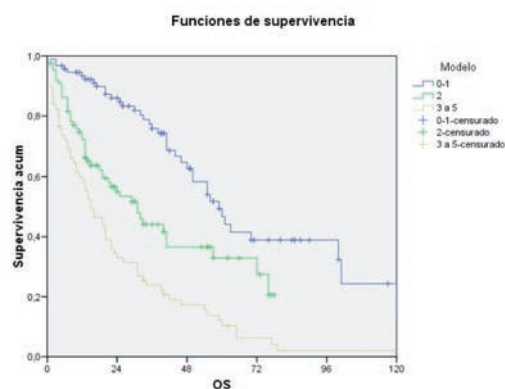 Funciones de supervivencia
Supervivencia acum
1,0
0,8
0,6
0,4
0,2
0,0
0
24
48
72
96
120
OS
Modelo
0-1
2
3 a 5
0-1-censurado
2-censurado
3 a 5-censurado